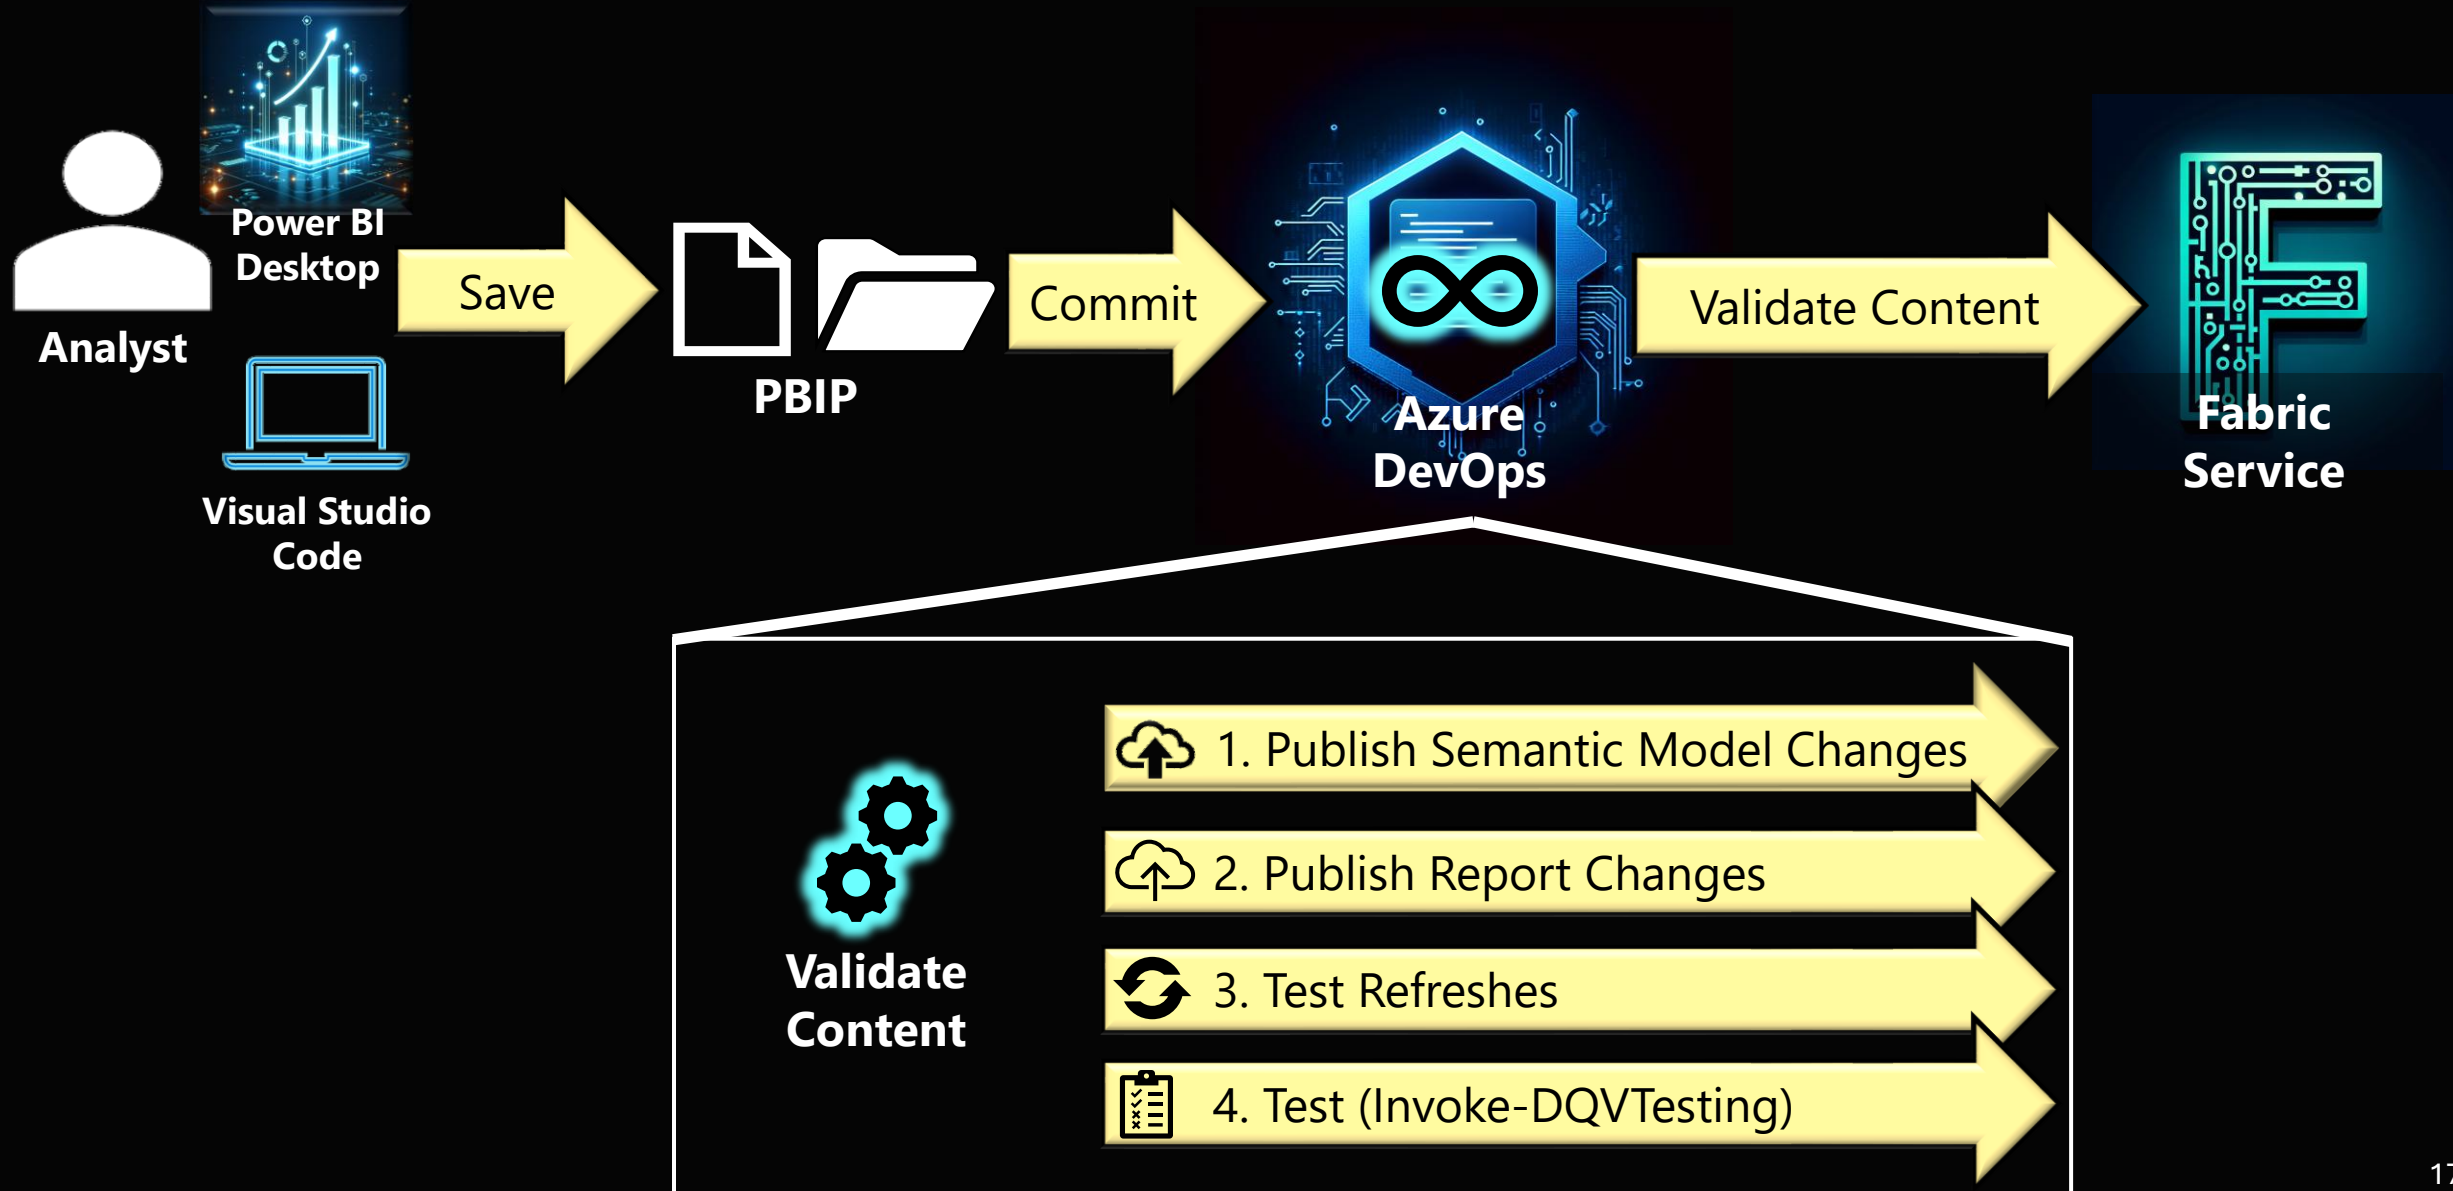 Power BI
Desktop
Analyst
Visual Studio
Code
Save
PBIP
Commit
Azure
DevOps
Validate Content
Fabric
Service
Validate
Content
1. Publish Semantic Model Changes
2. Publish Report Changes
3. Test Refreshes
4. Test (Invoke-DQVTesting)
17